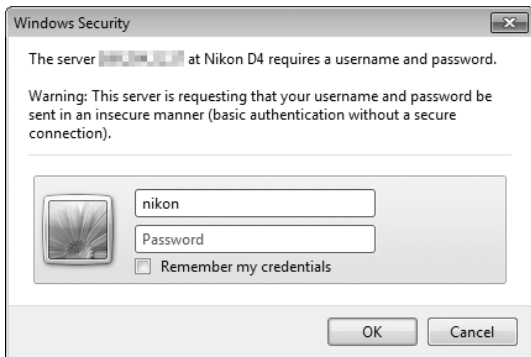 Windows Security
The server at Nikon D4 requires a username and password.
Warning: This server is requesting that your username and password be
sent in an insecure manner (basic authentication without a secure
connection).
nikon
Password
Remember my credentials
OK Cancel